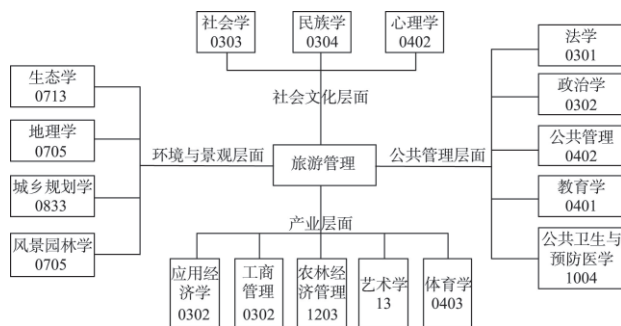 社会学
0303
民族学
0304
心理学
0402
社会文化层面
生态学
0713
地理学
0705
城乡规划学
0833
风景园林学
0705
环境与景观层面
旅游管理
公共管理层面
法学
0301
政治学
0302
公共管理
0402
教育学
0401
公共卫生与
预防医学
1004
产业层面
应用经
济学
0302
工商
管理
0302
农林经
济管理
1203
艺术学
13
体育学
0403